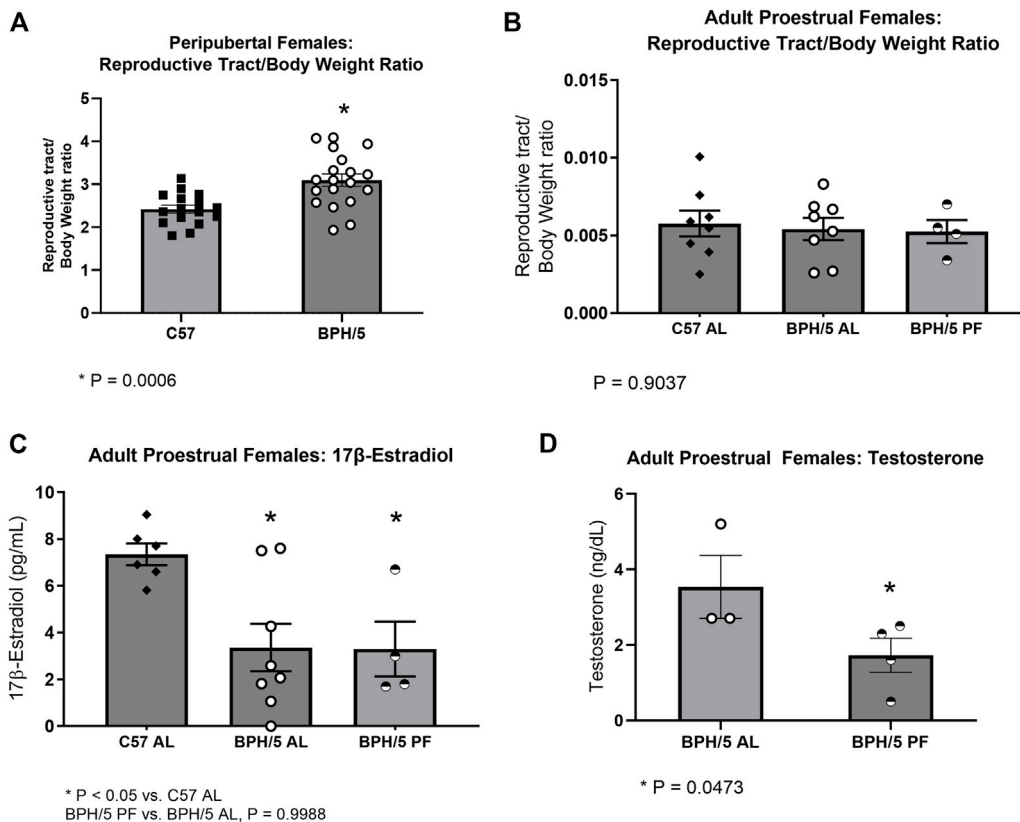 A
Peripubertal Females:
Reproductive Tract/Body Weight Ratio
Reproductive tract/
Body Weight ratio
5
4
3
2
1
0
*
C57
BPH/5
* P = 0.0006
B
Adult Proestrual Females:
Reproductive Tract/Body Weight Ratio
Reproductive tract/
Body Weight ratio
0.015
0.010
0.005
0.000
C57 AL
BPH/5 AL
BPH/5 PF
P = 0.9037
C
Adult Proestrual Females: 17β-Estradiol
17β-Estradiol (pg/mL)
10
8
6
4
2
0
*
*
C57 AL
BPH/5 AL
BPH/5 PF
* P < 0.05 vs. C57 AL
BPH/5 PF vs. BPH/5 AL, P = 0.9988
D
Adult Proestrual Females: Testosterone
Testosterone (ng/dL)
6
4
2
0
*
BPH/5 AL
BPH/5 PF
* P = 0.0473